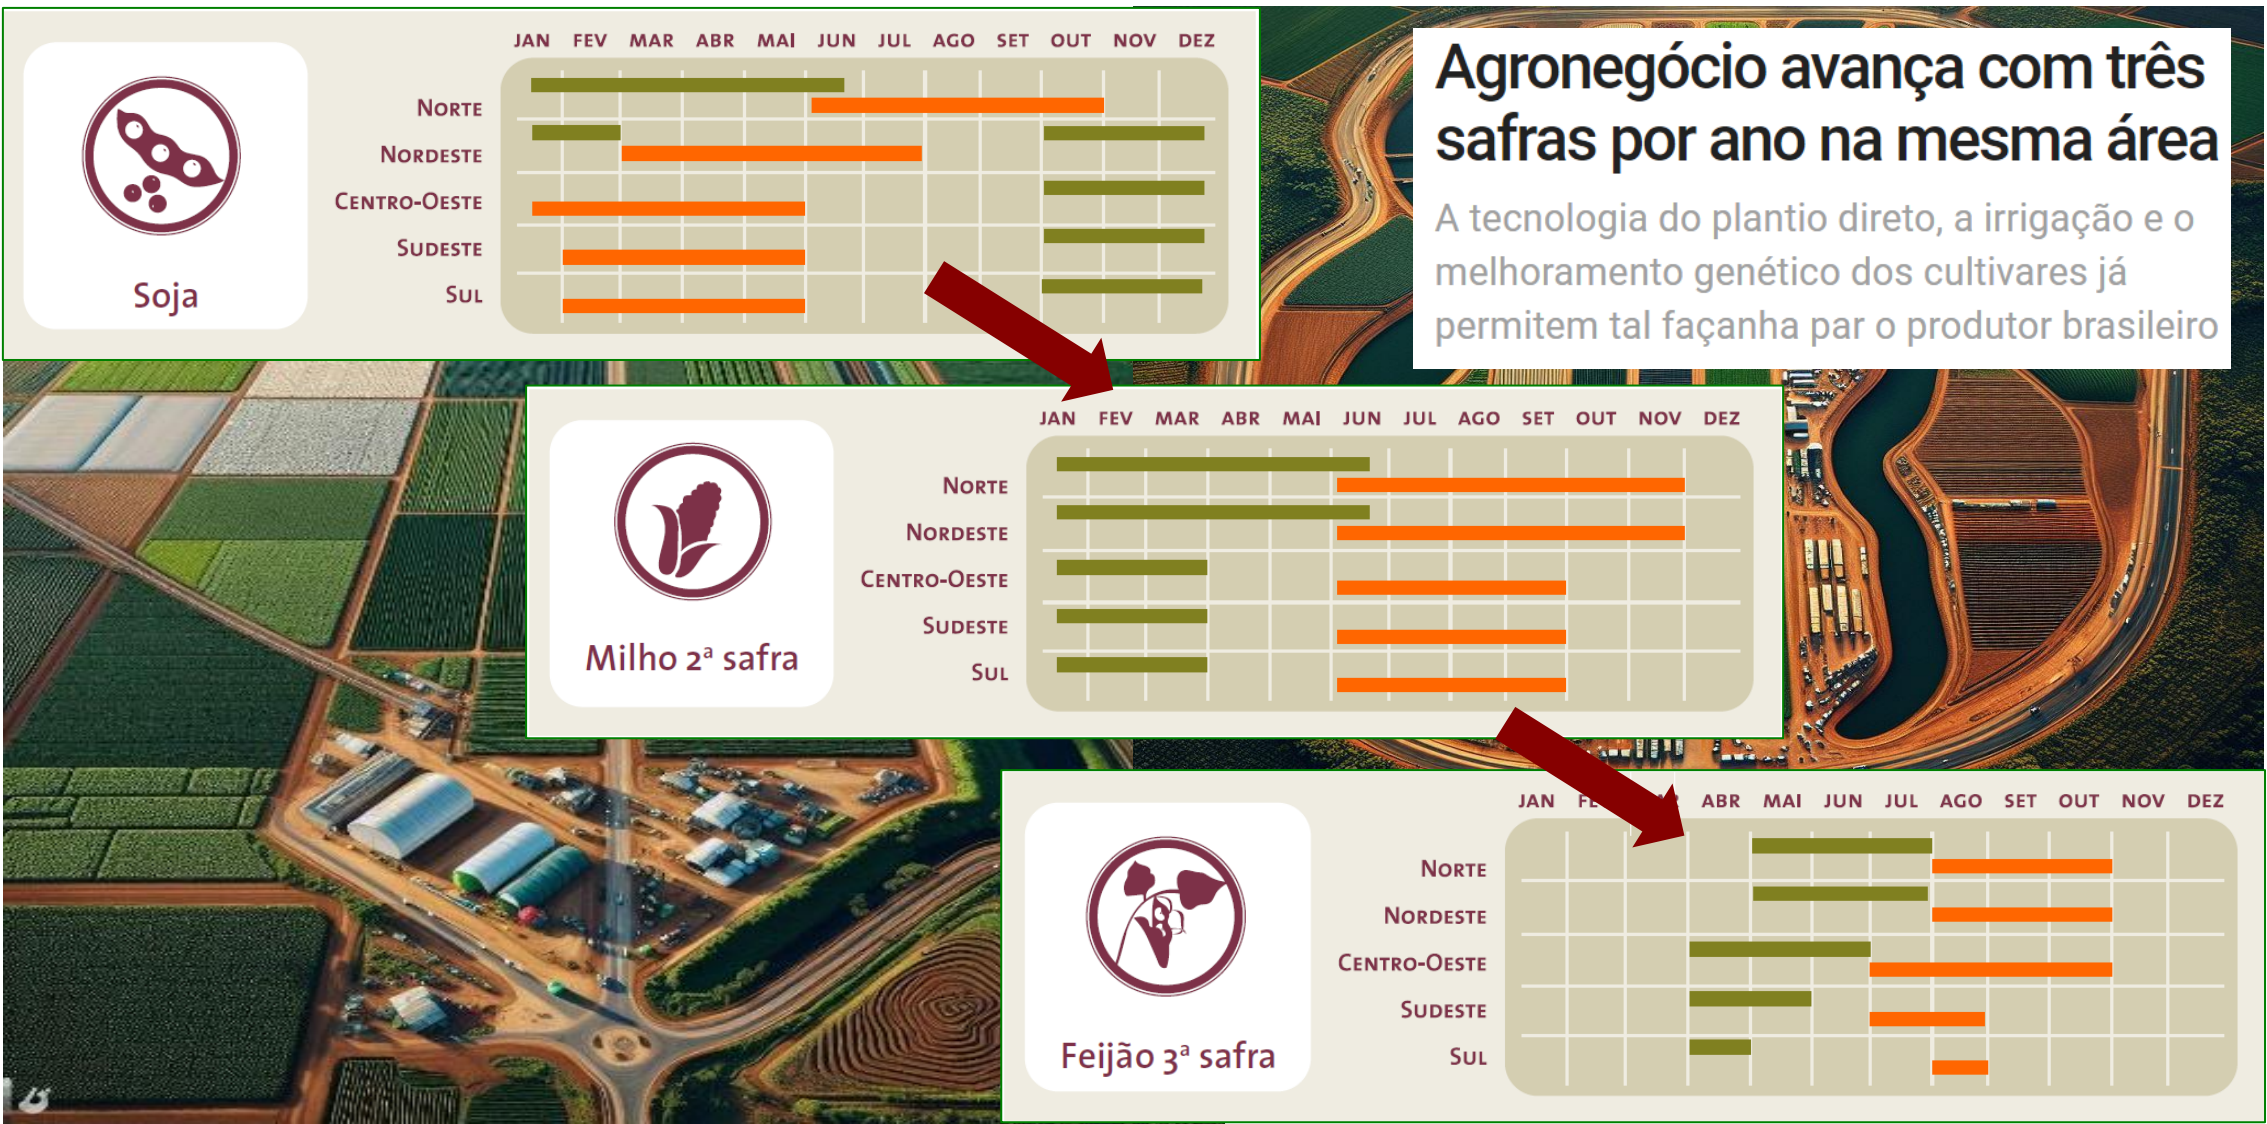 JAN FEV MAR ABR MAI JUN JUL AGO SET OUT NOV DEZ
NORTE
NORDESTE
CENTRO-OESTE
SUDESTE
SUL
Soja
Agronegócio avança com três
safras por ano na mesma área
A tecnologia do plantio direto, a irrigação e o
melhoramento genético dos cultivares já
permitem tal façanha par o produtor brasileiro
JAN FEV MAR ABR MAI JUN JUL AGO SET OUT NOV DEZ
NORTE
NORDESTE
CENTRO-OESTE
SUDESTE
SUL
Milho 2ª safra
JAN ABR MAI JUN JUL AGO SET OUT NOV DEZ
NORTE
NORDESTE
CENTRO-OESTE
SUDESTE
SUL
Feijão 3ª safra